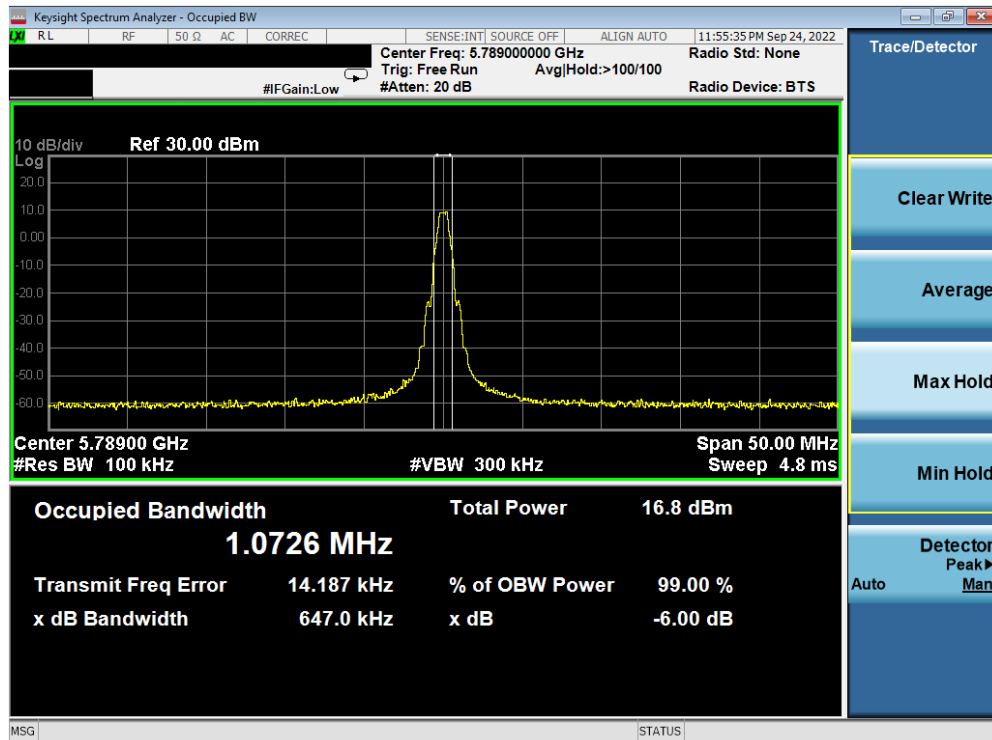 Keysight Spectrum Analyzer - Occupied BW
LXI RL RF 50 Ω AC CORREC SENSE:INT SOURCE OFF ALIGN AUTO 11:55:35 PM Sep 24, 2022
Center Freq: 5.789000000 GHz Radio Std: None
Trig: Free Run Avg|Hold:>100/100
#IFGain:Low #Atten: 20 dB Radio Device: BTS
10 dB/div Ref 30.00 dBm
Log
20.0
10.0
0.00
-10.0
-20.0
-30.0
-40.0
-50.0
-60.0
Center 5.78900 GHz Span 50.00 MHz
#Res BW 100 kHz #VBW 300 kHz Sweep 4.8 ms
Occupied Bandwidth Total Power 16.8 dBm
1.0726 MHz
Transmit Freq Error 14.187 kHz % of OBW Power 99.00 %
x dB Bandwidth 647.0 kHz x dB -6.00 dB
Trace/Detector
Clear Write
Average
Max Hold
Min Hold
Detector
Peak▶
Auto Man
MSG STATUS